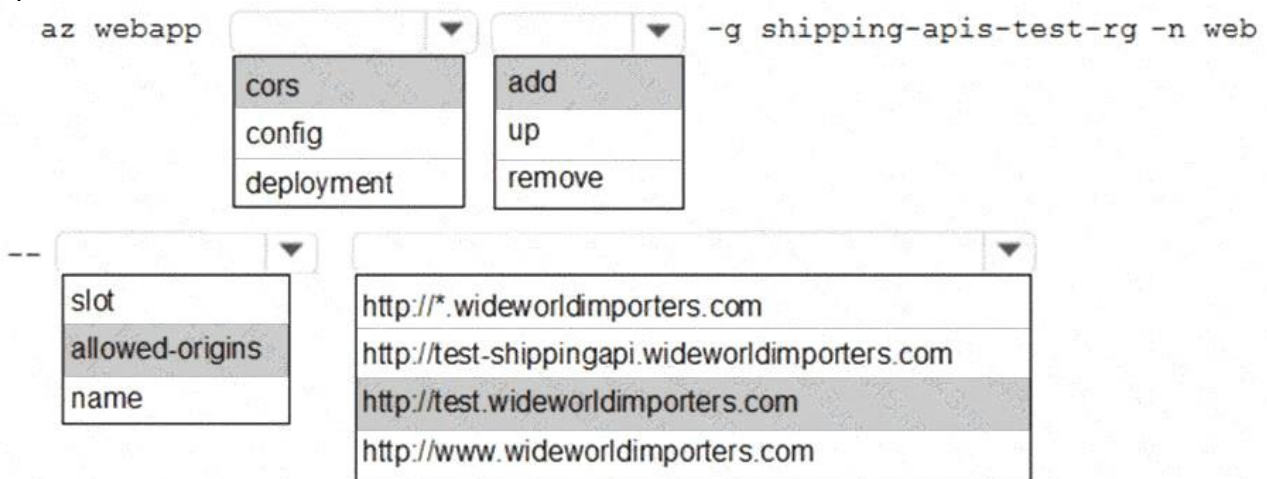 az webapp -g shipping-apis-test-rg -n web
cors
config
deployment
add
up
remove
--
slot
allowed-origins
name
http://*.wideworldimporters.com
http://test-shippingapi.wideworldimporters.com
http://test.wideworldimporters.com
http://www.wideworldimporters.com